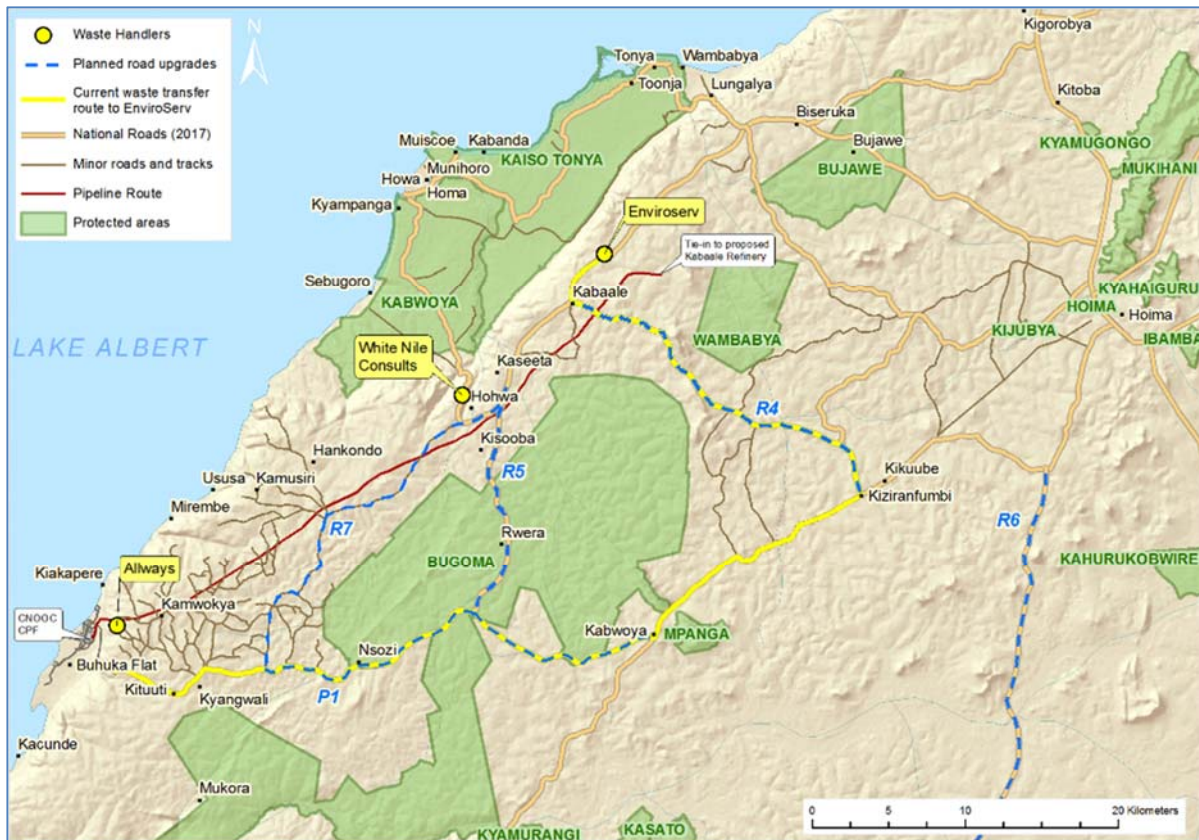 Waste Handlers
Planned road upgrades
Current waste transfer
route to EnviroServ
National Roads (2017)
Minor roads and tracks
Pipeline Route
Protected areas
N
Kigorobya
Tonya
Wambabya
Toonja
Lungalya
Kitoba
Biseruka
Muiscoe
Kabanda
Bujawe
KYAMUGONGO
KAISO TONYA
BUJAWE
MUKIHANI
Munihoro
Howa
Homa
Kyampanga
Enviroserv
Tie-in to proposed
Kabaale Refinery
Sebugoro
KABWOYA
Kabaale
KYAHAIGURU
HOIMA
Hoima
KIJUBYA
IBAMBA
WAMBABYA
LAKE ALBERT
White Nile
Consults
Kaseeta
Hohwa
R4
Kisooba
Hankondo
R5
Kikuube
Ususa
Kamusiri
Kiziranfumbi
Mirembe
R7
R6
Rwera
BUGOMA
KAHURUKOBWIRE
Allways
Kiakapere
CNOOC
CPF
Kamwokya
Kabwoya
MPANGA
Nsozi
Buhuka Flat
P1
Kituuti
Kyangwali
Kacunde
Mukora
0 5 10 20 Kilometers
KYAMURANGI
KASATO